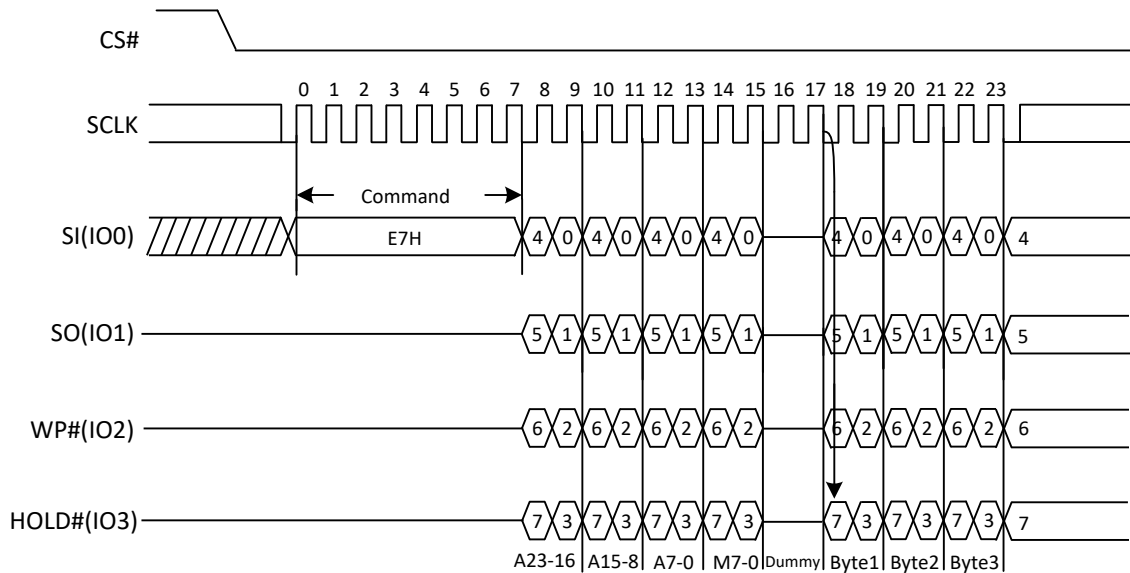 CS#
0 1 2 3 4 5 6 7 8 9 10 11 12 13 14 15 16 17 18 19 20 21 22 23
SCLK
Command
SI(IO0) E7H 4 0 4 0 4 0 4 0 4 0 4 0 4 0 4
SO(IO1) 5 1 5 1 5 1 5 1 5 1 5 1 5 1 5
WP#(IO2) 6 2 6 2 6 2 6 2 6 2 6 2 6 2 6
HOLD#(IO3) 7 3 7 3 7 3 7 3 7 3 7 3 7 3 7
A23-16 A15-8 A7-0 M7-0 Dummy Byte1 Byte2 Byte3